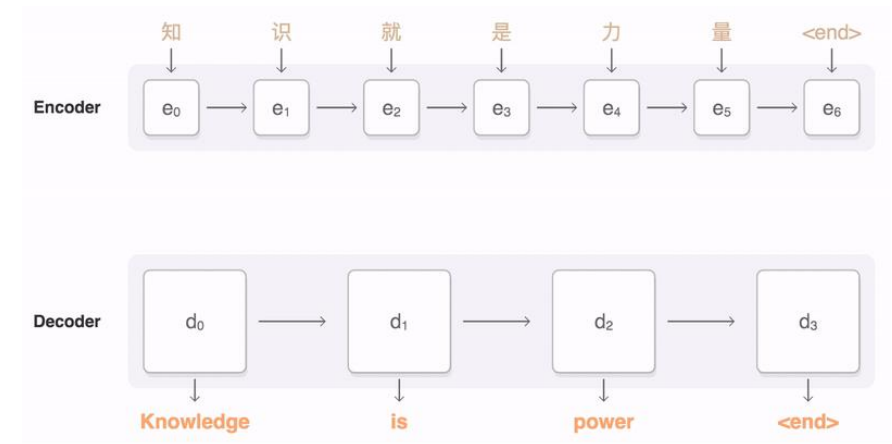 知 识 就 是 力 量 <end>
Encoder e₀ e₁ e₂ e₃ e₄ e₅ e₆
Decoder d₀ d₁ d₂ d₃
Knowledge is power <end>